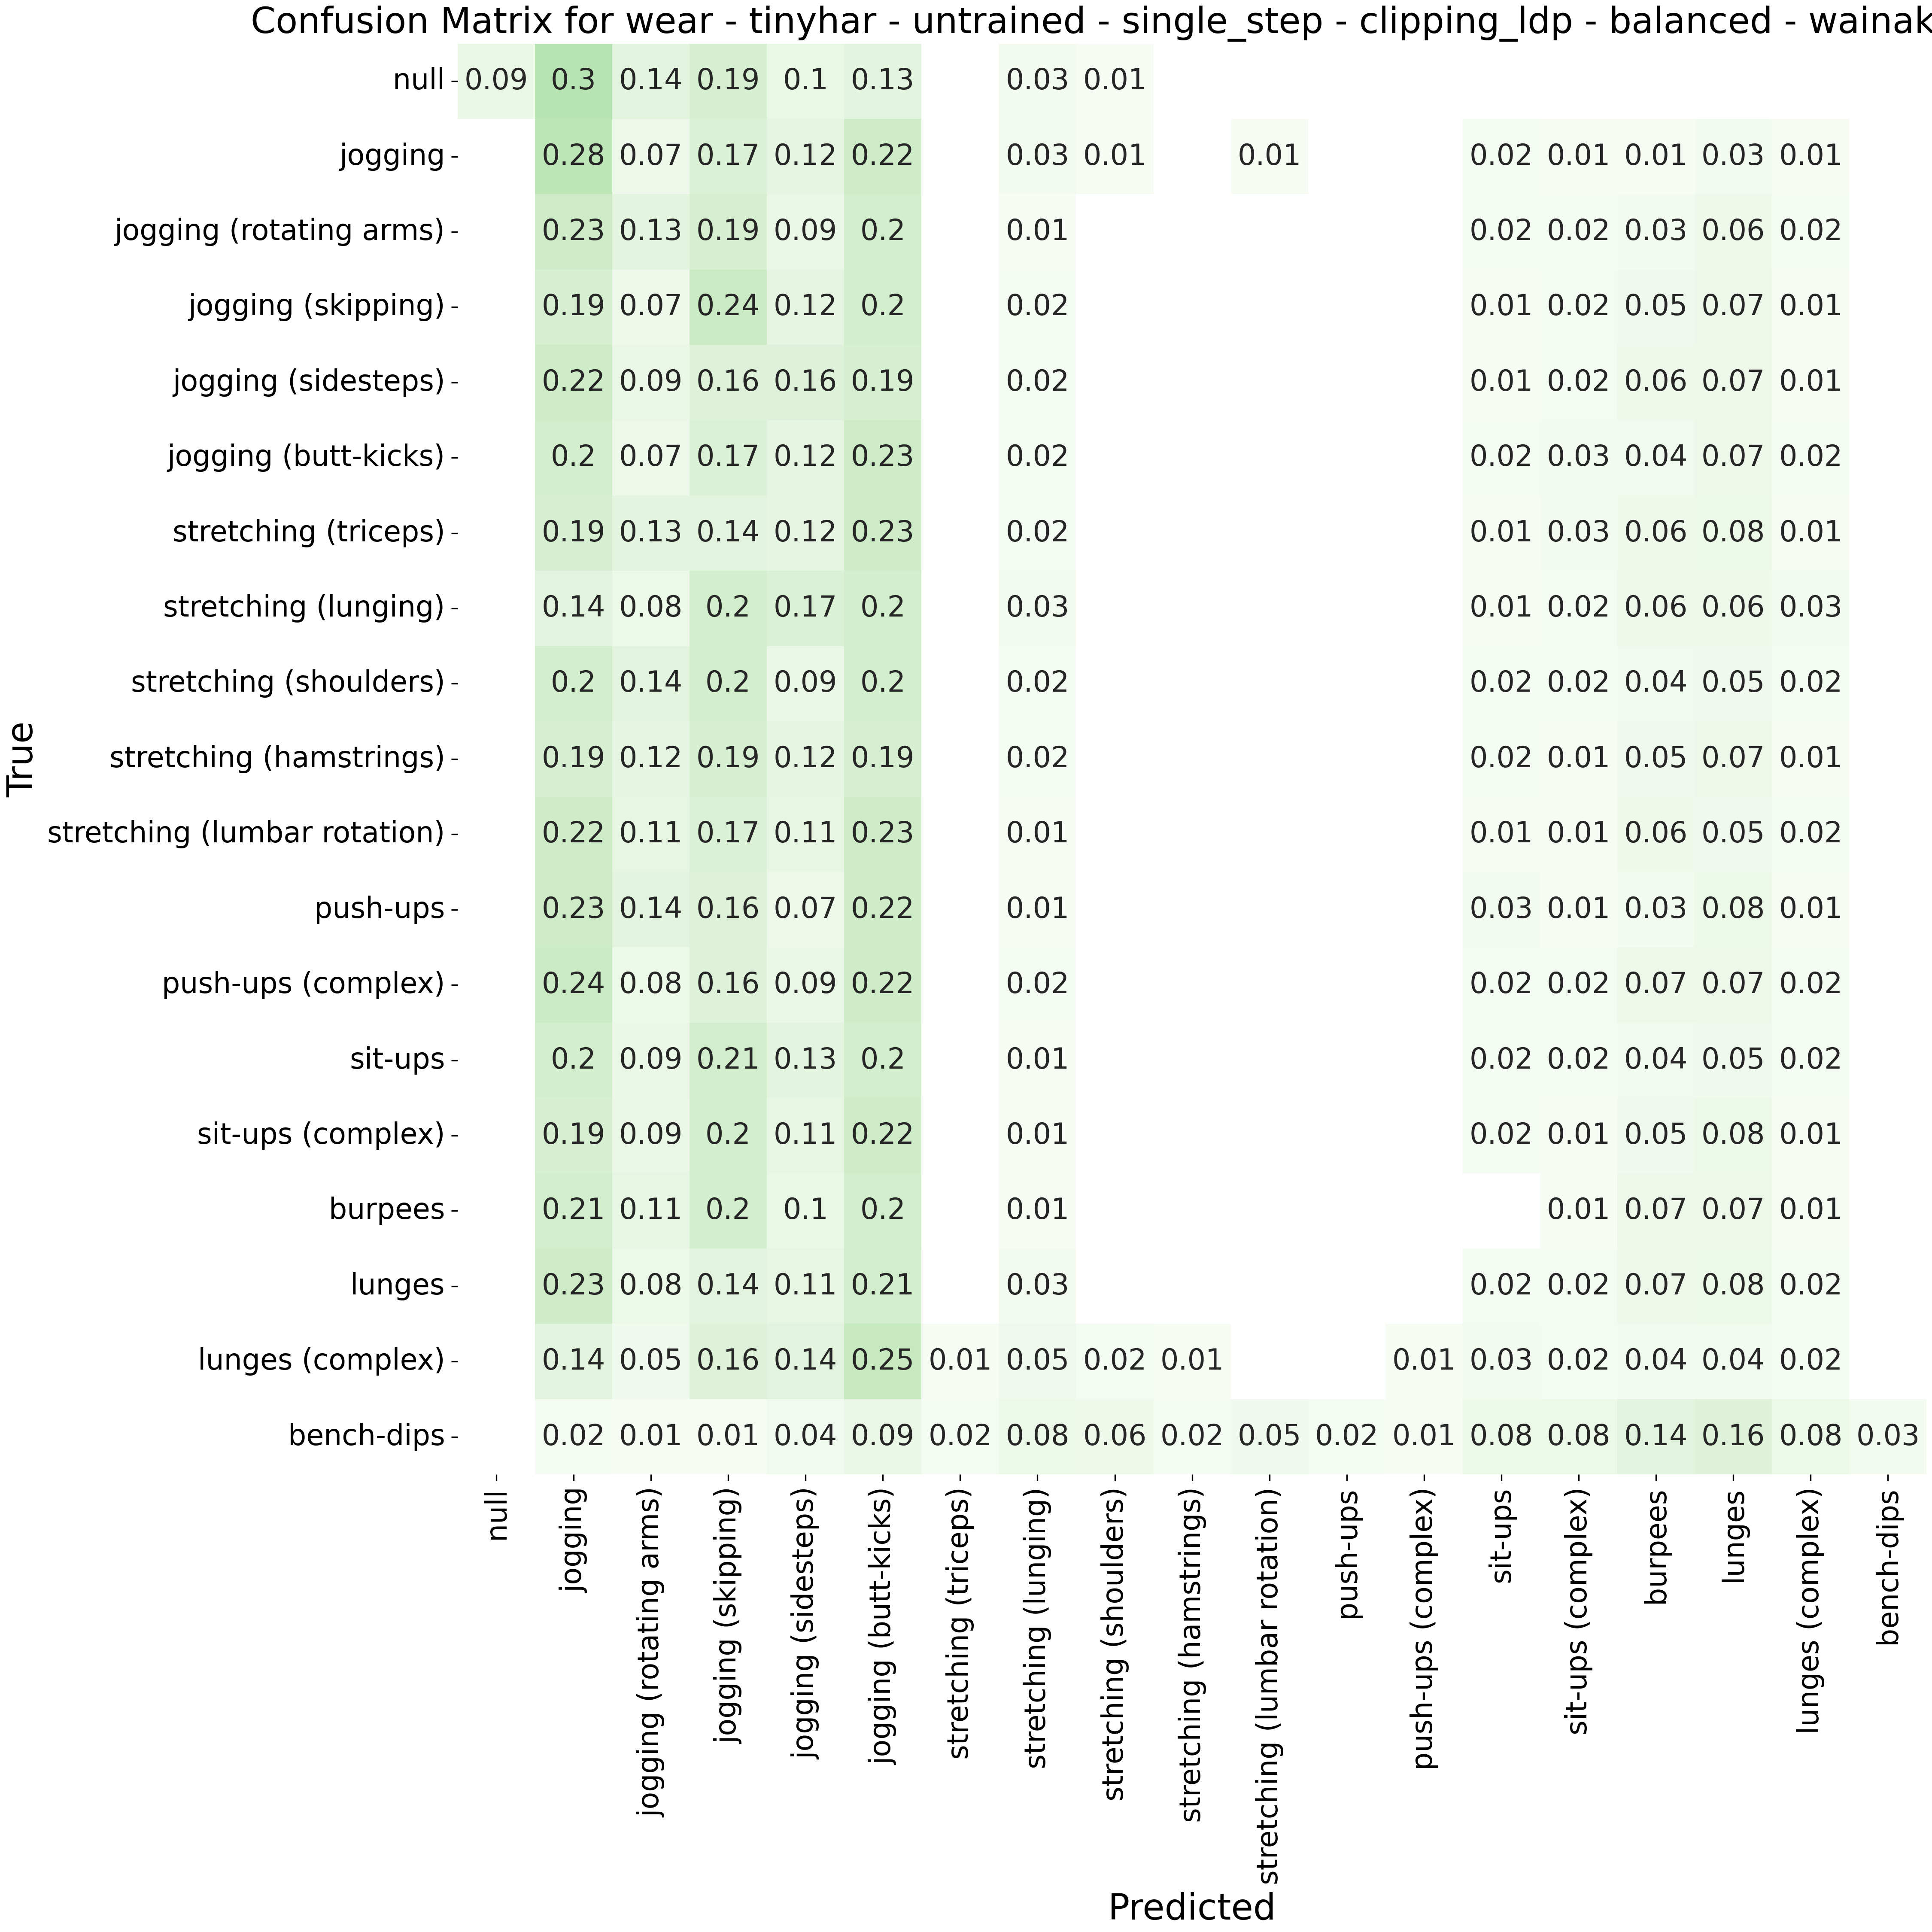 Confusion Matrix for wear - tinyhar - untrained - single_step - clipping_ldp - balanced - wainak
null 0.09 0.3 0.14 0.19 0.1 0.13 0.03 0.01
jogging 0.28 0.07 0.17 0.12 0.22 0.03 0.01 0.01 0.02 0.01 0.01 0.03 0.01
jogging (rotating arms) 0.23 0.13 0.19 0.09 0.2 0.01 0.02 0.02 0.03 0.06 0.02
jogging (skipping) 0.19 0.07 0.24 0.12 0.2 0.02 0.01 0.02 0.05 0.07 0.01
jogging (sidesteps) 0.22 0.09 0.16 0.16 0.19 0.02 0.01 0.02 0.06 0.07 0.01
jogging (butt-kicks) 0.2 0.07 0.17 0.12 0.23 0.02 0.02 0.03 0.04 0.07 0.02
stretching (triceps) 0.19 0.13 0.14 0.12 0.23 0.02 0.01 0.03 0.06 0.08 0.01
stretching (lunging) 0.14 0.08 0.2 0.17 0.2 0.03 0.01 0.02 0.06 0.06 0.03
stretching (shoulders) 0.2 0.14 0.2 0.09 0.2 0.02 0.02 0.02 0.04 0.05 0.02
stretching (hamstrings) 0.19 0.12 0.19 0.12 0.19 0.02 0.02 0.01 0.05 0.07 0.01
stretching (lumbar rotation) 0.22 0.11 0.17 0.11 0.23 0.01 0.01 0.01 0.06 0.05 0.02
push-ups 0.23 0.14 0.16 0.07 0.22 0.01 0.03 0.01 0.03 0.08 0.01
push-ups (complex) 0.24 0.08 0.16 0.09 0.22 0.02 0.02 0.02 0.07 0.07 0.02
sit-ups 0.2 0.09 0.21 0.13 0.2 0.01 0.02 0.02 0.04 0.05 0.02
sit-ups (complex) 0.19 0.09 0.2 0.11 0.22 0.01 0.02 0.01 0.05 0.08 0.01
burpees 0.21 0.11 0.2 0.1 0.2 0.01 0.01 0.07 0.07 0.01
lunges 0.23 0.08 0.14 0.11 0.21 0.03 0.02 0.02 0.07 0.08 0.02
lunges (complex) 0.14 0.05 0.16 0.14 0.25 0.01 0.05 0.02 0.01 0.01 0.03 0.02 0.04 0.04 0.02
bench-dips 0.02 0.01 0.01 0.04 0.09 0.02 0.08 0.06 0.02 0.05 0.02 0.01 0.08 0.08 0.14 0.16 0.08 0.03
True
null
jogging
jogging (rotating arms)
jogging (skipping)
jogging (sidesteps)
jogging (butt-kicks)
stretching (triceps)
stretching (lunging)
stretching (shoulders)
stretching (hamstrings)
stretching (lumbar rotation)
push-ups
push-ups (complex)
sit-ups
sit-ups (complex)
burpees
lunges
lunges (complex)
bench-dips
Predicted